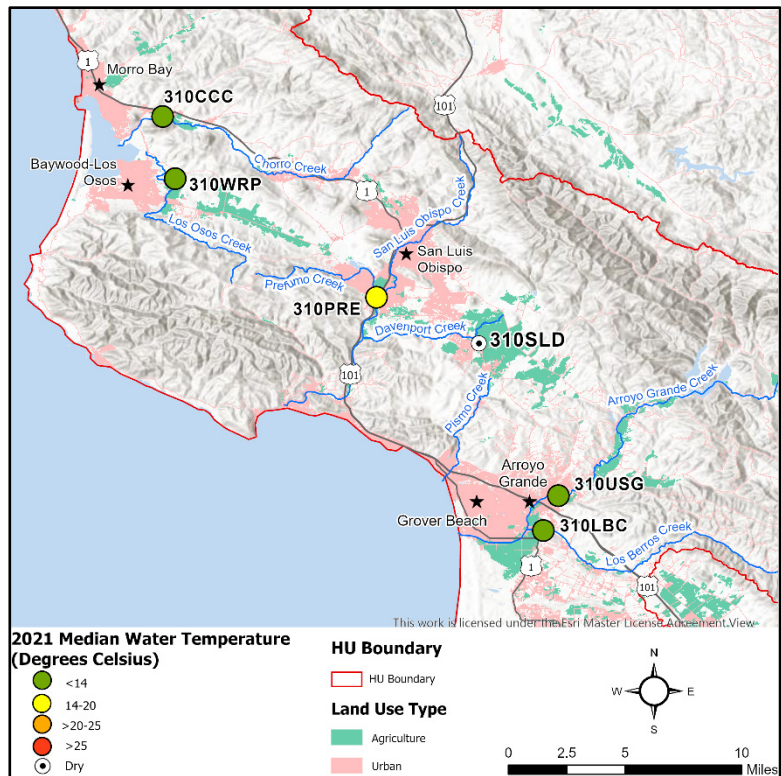 1
Morro Bay
310CCC
101
Chorro Creek
Baywood-Los
Osos
310WRP
1
San Luis Obispo Creek
Los Osos Creek
San Luis
Obispo
Prefumo Creek
310PRE
Davenport Creek
310SLD
101
Pismo Creek
Arroyo Grande Creek
Arroyo
Grande
310USG
Grover Beach
310LBC
Los Berros Creek
1
101
This work is licensed under the Esri Master License Agreement.View
2021 Median Water Temperature
(Degrees Celsius)
<14
14-20
>20-25
>25
Dry
HU Boundary
HU Boundary
Land Use Type
Agriculture
Urban
N
W
E
S
0 2.5 5 10
Miles